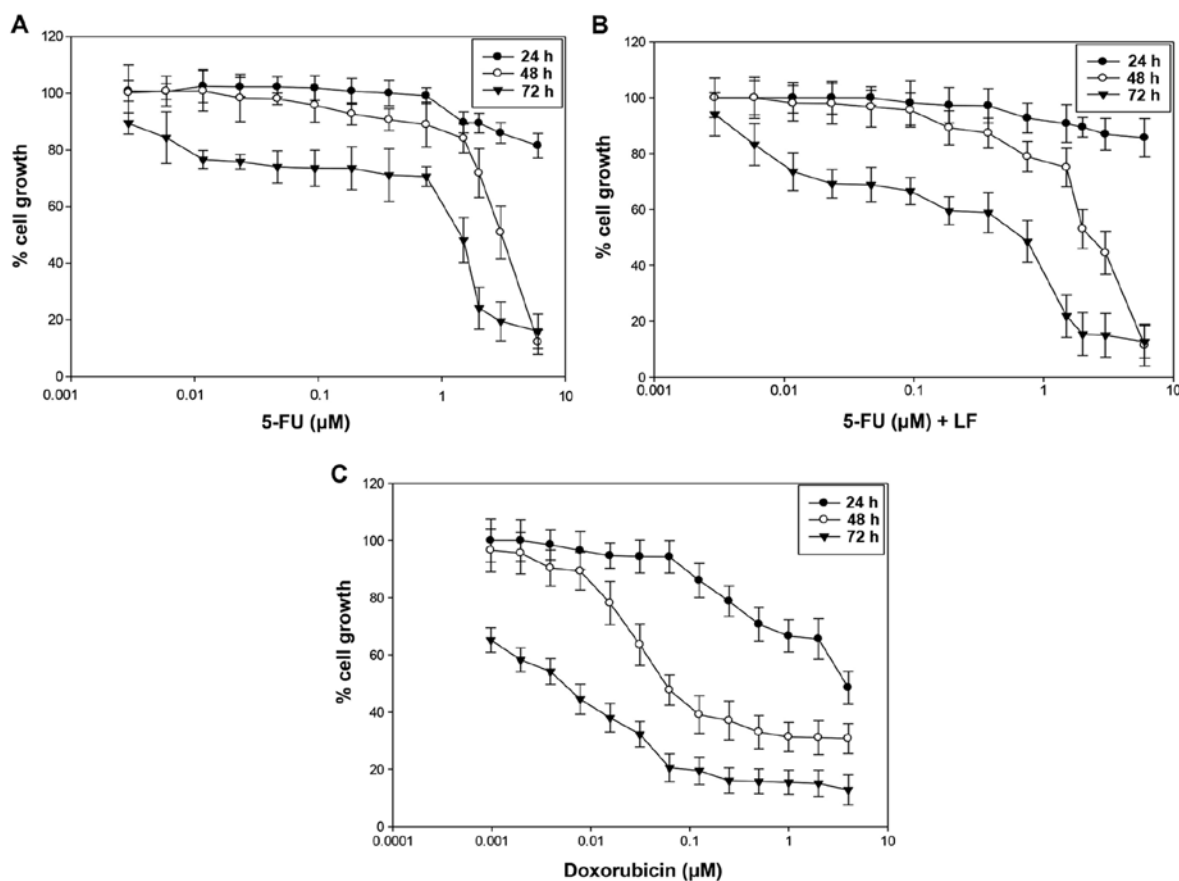 A
120
100
80
60
40
20
0
% cell growth
24 h
48 h
72 h
0.001 0.01 0.1 1 10
5-FU (µM)
B
120
100
80
60
40
20
0
% cell growth
24 h
48 h
72 h
0.001 0.01 0.1 1 10
5-FU (µM) + LF
C
120
100
80
60
40
20
0
% cell growth
24 h
48 h
72 h
0.0001 0.001 0.01 0.1 1 10
Doxorubicin (µM)